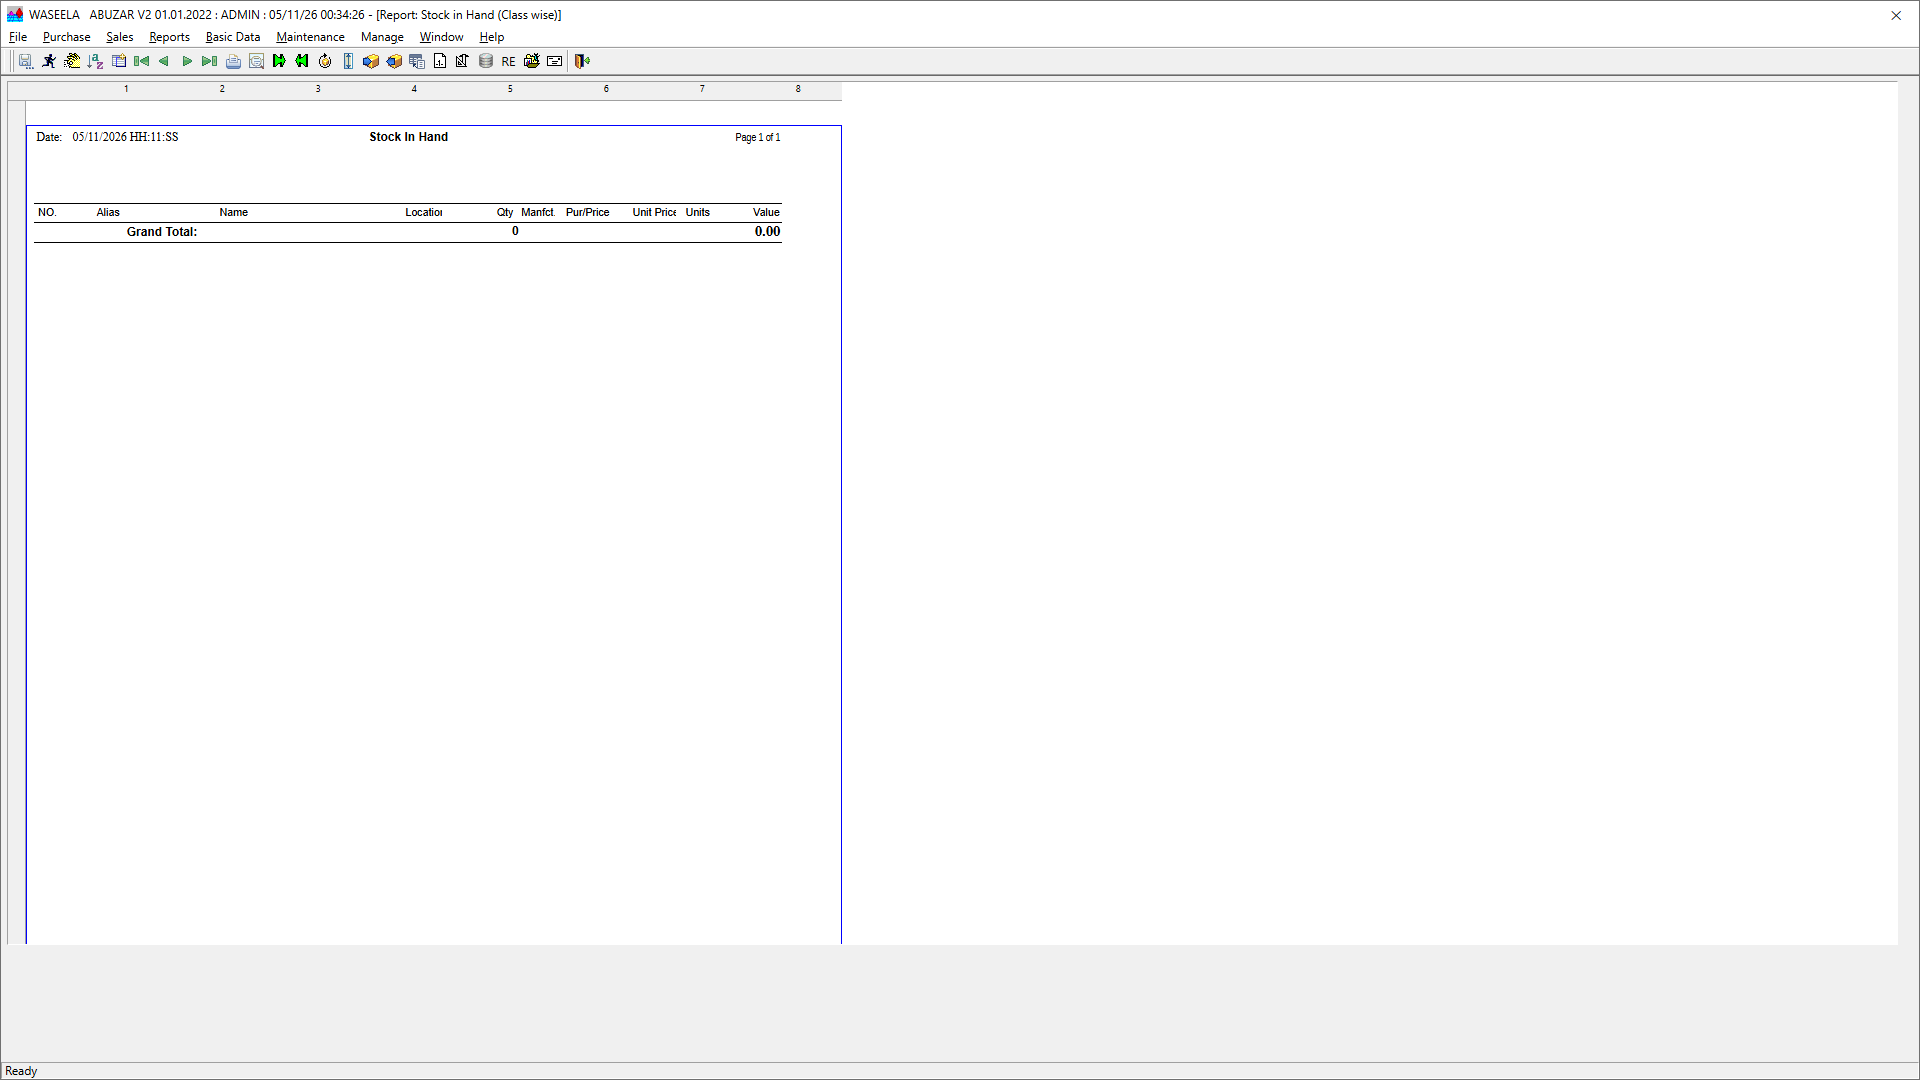 WASEELA   ABUZAR V2 01.01.2022 : ADMIN : 05/11/26 00:34:26 - [Report: Stock in Hand (Class wise)]
File Purchase Sales Reports Basic Data Maintenance Manage Window Help
RE
1 2 3 4 5 6 7 8
Date: 05/11/2026 HH:11:SS Stock In Hand Page 1 of 1
NO. Alias Name Location Qty Manfct. Pur/Price Unit Price Units Value
Grand Total: 0 0.00
Ready